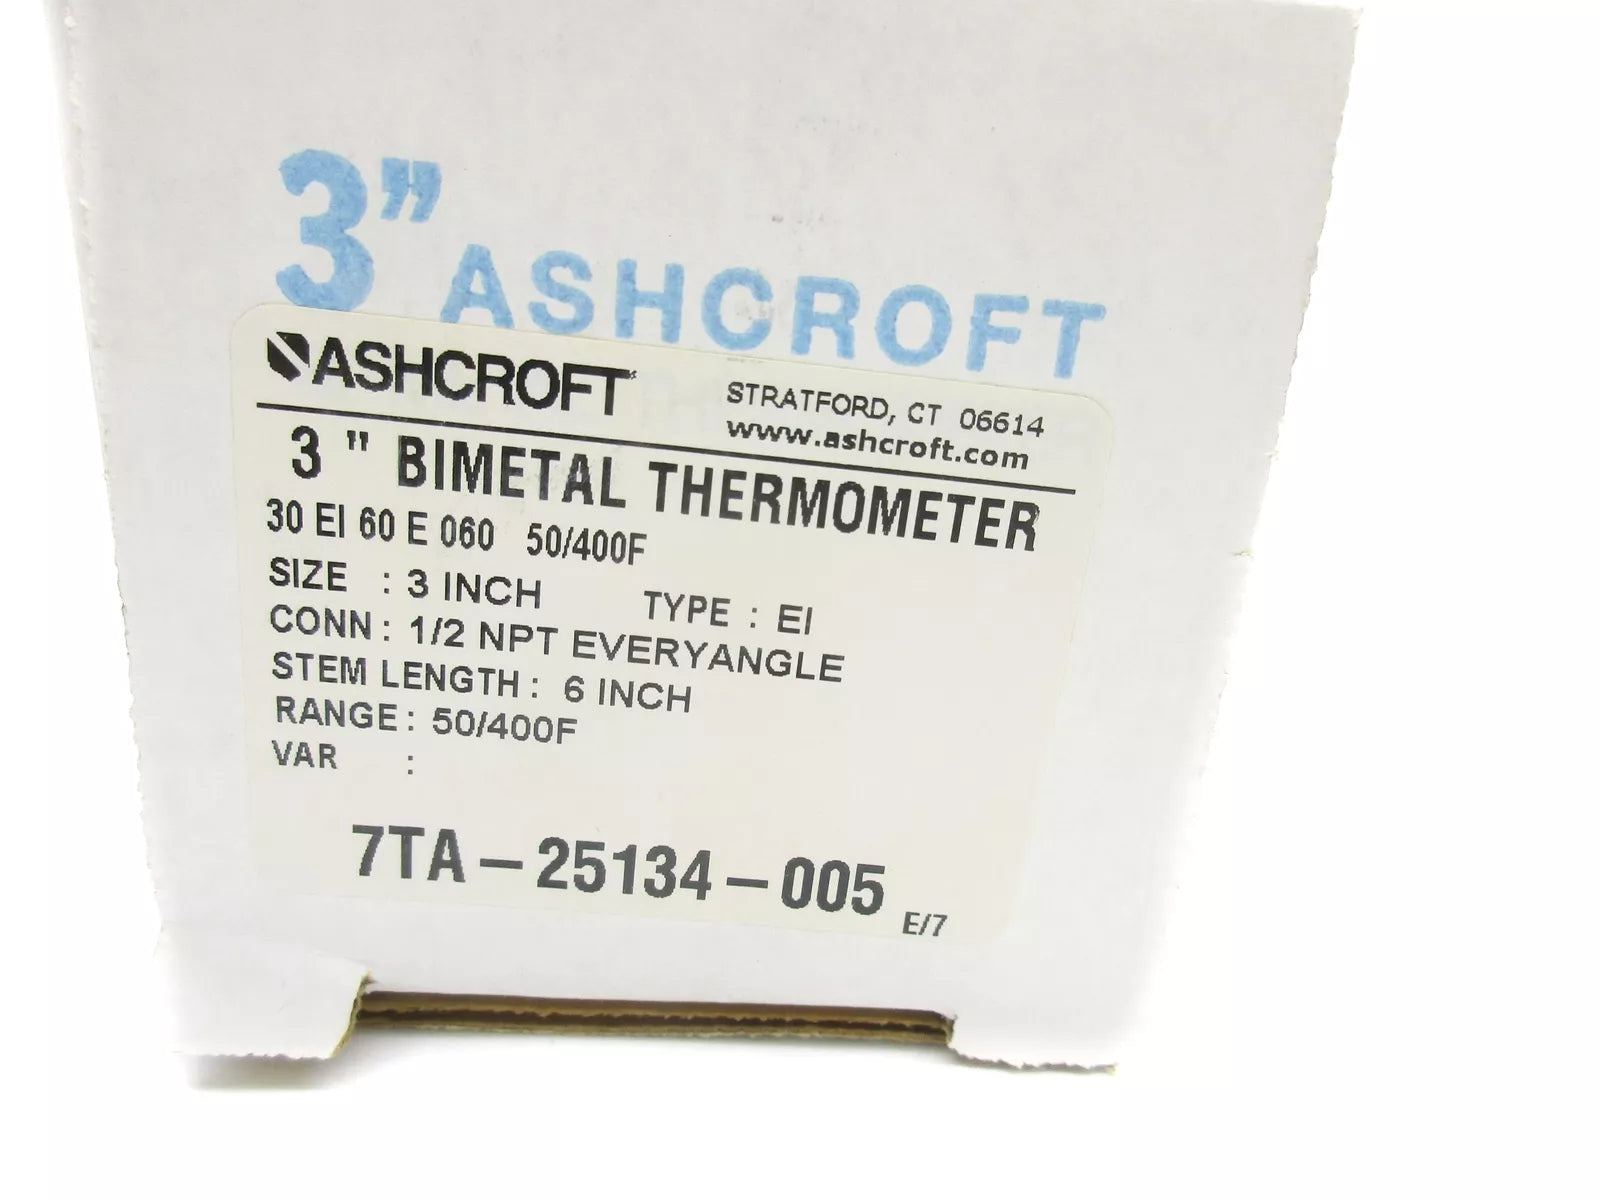 3" ASHCROFT
ASHCROFT
STRATFORD, CT 06614
www.ashcroft.com
3 " BIMETAL THERMOMETER
30 EI 60 E 060 50/400F
SIZE : 3 INCH TYPE : EI
CONN : 1/2 NPT EVERYANGLE
STEM LENGTH : 6 INCH
RANGE : 50/400F
VAR :
7TA-25134-005
E/7